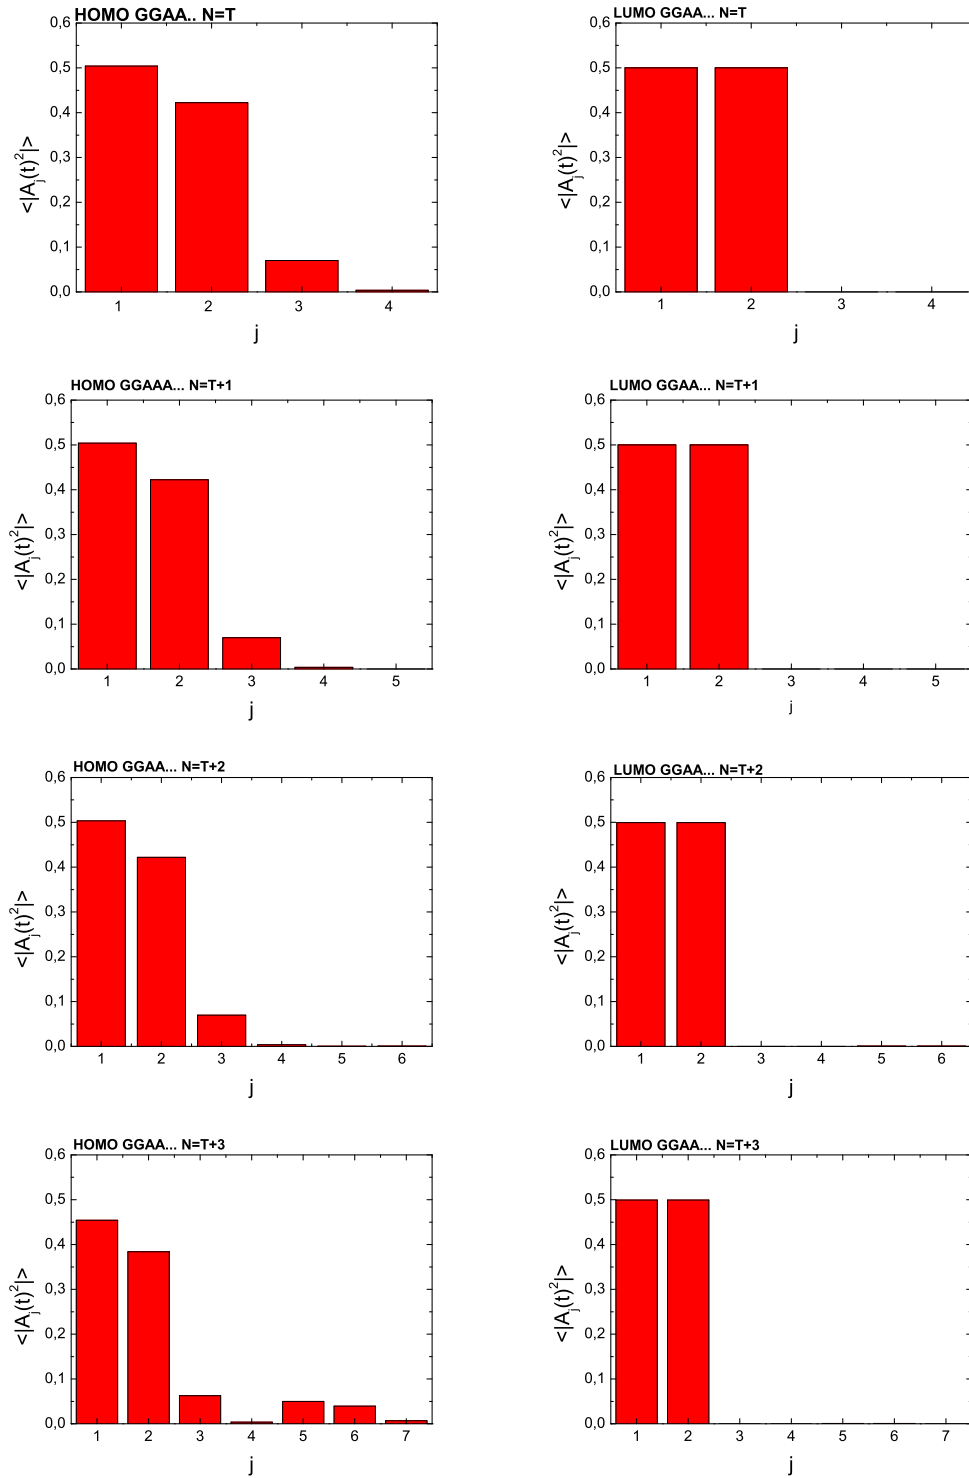 HOMO GGAA.. N=T
0,6
0,5
0,4
0,3
0,2
0,1
0,0
<|A_j(t)^2|>
1 2 3 4
j
LUMO GGAA... N=T
0,6
0,5
0,4
0,3
0,2
0,1
0,0
<|A_j(t)^2|>
1 2 3 4
j
HOMO GGAAA... N=T+1
0,6
0,5
0,4
0,3
0,2
0,1
0,0
<|A_j(t)^2|>
1 2 3 4 5
j
LUMO GGAA... N=T+1
0,6
0,5
0,4
0,3
0,2
0,1
0,0
<|A_j(t)^2|>
1 2 3 4 5
j
HOMO GGAA... N=T+2
0,6
0,5
0,4
0,3
0,2
0,1
0,0
<|A_j(t)^2|>
1 2 3 4 5 6
j
LUMO GGAA... N=T+2
0,6
0,5
0,4
0,3
0,2
0,1
0,0
<|A_j(t)^2|>
1 2 3 4 5 6
j
HOMO GGAA... N=T+3
0,6
0,5
0,4
0,3
0,2
0,1
0,0
<|A_j(t)^2|>
1 2 3 4 5 6 7
j
LUMO GGAA... N=T+3
0,6
0,5
0,4
0,3
0,2
0,1
0,0
<|A_j(t)^2|>
1 2 3 4 5 6 7
j